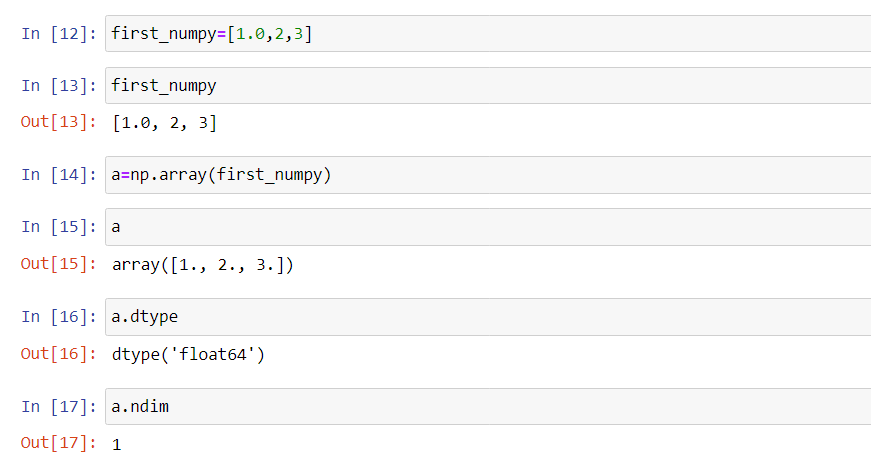 In [12]: first_numpy=[1.0,2,3]
In [13]: first_numpy
Out[13]: [1.0, 2, 3]
In [14]: a=np.array(first_numpy)
In [15]: a
Out[15]: array([1., 2., 3.])
In [16]: a.dtype
Out[16]: dtype('float64')
In [17]: a.ndim
Out[17]: 1